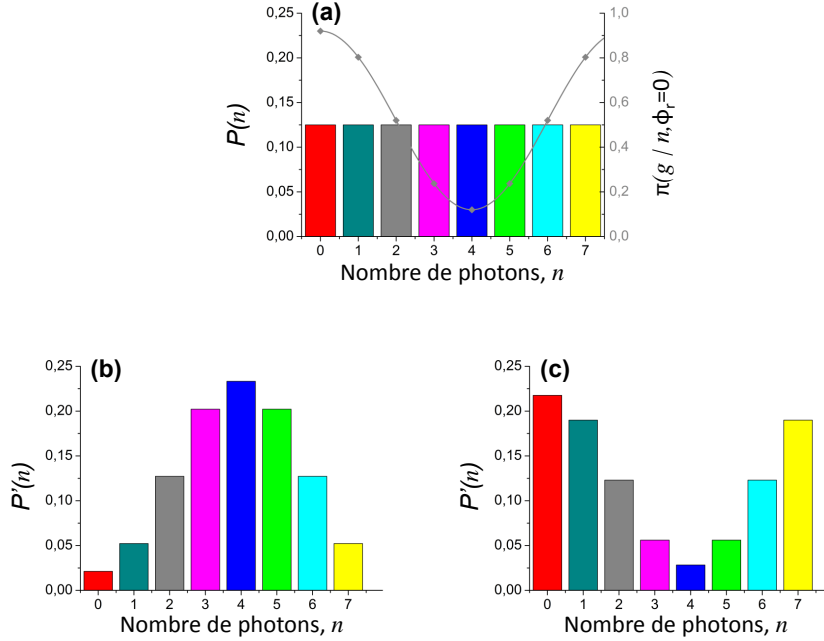 (a)
0,25
0,20
0,15
0,10
0,05
0,00
P(n)
1,0
0,8
0,6
0,4
0,2
0,0
π(g / n,ϕr=0)
0 1 2 3 4 5 6 7
Nombre de photons, n
(b)
0,25
0,20
0,15
0,10
0,05
0,00
P'(n)
0 1 2 3 4 5 6 7
Nombre de photons, n
(c)
0,25
0,20
0,15
0,10
0,05
0,00
P'(n)
0 1 2 3 4 5 6 7
Nombre de photons, n